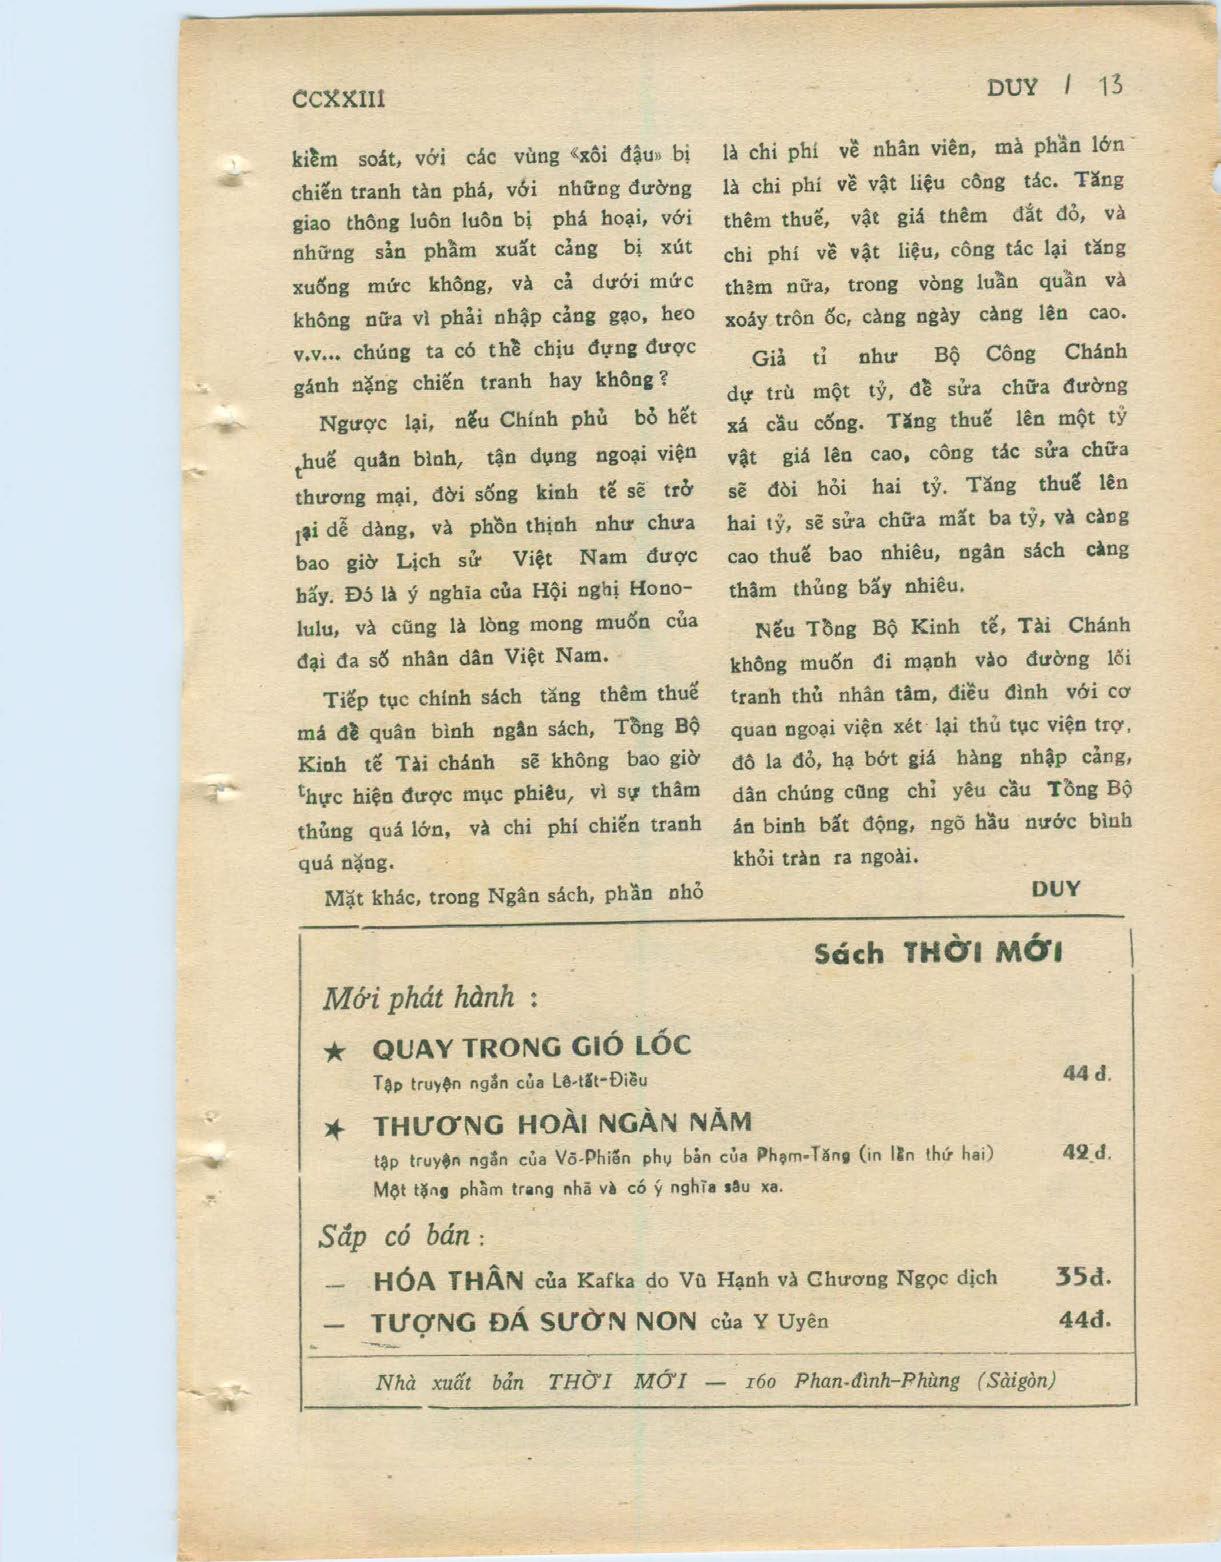 CCXXIII
DUY / 13
kiểm soát, với các vùng «xôi đậu» bị
chiến tranh tàn phá, với những đường
giao thông luôn luôn bị phá hoại, với
những sản phẩm xuất cảng bị xút
xuống mức không, và cả dưới mức
không nữa vì phải nhập cảng gạo, heo
v.v... chúng ta có thể chịu đựng được
gánh nặng chiến tranh hay không?
Ngược lại, nếu Chính phủ bỏ hết
thuế quân bình, tận dụng ngoại viện
thương mại, đời sống kinh tế sẽ trở
lại dễ dàng, và phồn thịnh như chưa
bao giờ Lịch sử Việt Nam được
hấy. Đó là ý nghĩa của Hội nghị Hono-
lulu, và cũng là lòng mong muốn của
đại đa số nhân dân Việt Nam.
Tiếp tục chính sách tăng thêm thuế
má để quân bình ngân sách, Tổng Bộ
Kinh tế Tài chánh sẽ không bao giờ
thực hiện được mục phiêu, vì sự thâm
thủng quá lớn, và chi phí chiến tranh
quá nặng.
Mặt khác, trong Ngân sách, phần nhỏ
là chi phí về nhân viên, mà phần lớn
là chi phí về vật liệu công tác. Tăng
thêm thuế, vật giá thêm đắt đỏ, và
chi phí về vật liệu, công tác lại tăng
thêm nữa, trong vòng luẩn quẩn và
xoáy trôn ốc, càng ngày càng lên cao.
Giả tỉ như Bộ Công Chánh
dự trù một tỷ, để sửa chữa đường
xá cầu cống. Tăng thuế lên một tỷ
vật giá lên cao, công tác sửa chữa
sẽ đòi hỏi hai tỷ. Tăng thuế lên
hai tỷ, sẽ sửa chữa mất ba tỷ, và càng
cao thuế bao nhiêu, ngân sách càng
thâm thủng bấy nhiêu.
Nếu Tổng Bộ Kinh tế, Tài Chánh
không muốn đi mạnh vào đường lối
tranh thủ nhân tâm, điều đình với cơ
quan ngoại viện xét lại thủ tục viện trợ,
đô la đỏ, hạ bớt giá hàng nhập cảng,
dân chúng cũng chỉ yêu cầu Tổng Bộ
án binh bất động, ngõ hầu nước bình
khỏi tràn ra ngoài.
DUY
Sách THỜI MỚI
Mới phát hành :
★ QUAY TRONG GIÓ LỐC
Tập truyện ngắn của Lê-tất-Điều 44 đ.
★ THƯƠNG HOÀI NGÀN NĂM
tập truyện ngắn của Võ-Phiến phụ bản của Phạm-Tăng (in lần thứ hai) 42 đ.
Một tặng phẩm trang nhã và có ý nghĩa sâu xa.
Sắp có bán :
— HÓA THÂN của Kafka do Vũ Hạnh và Chương Ngọc dịch 35đ.
— TƯỢNG ĐÁ SƯỜN NON của Y Uyên 44đ.
Nhà xuất bản THỜI MỚI — 160 Phan-đình-Phùng (Sàigòn)